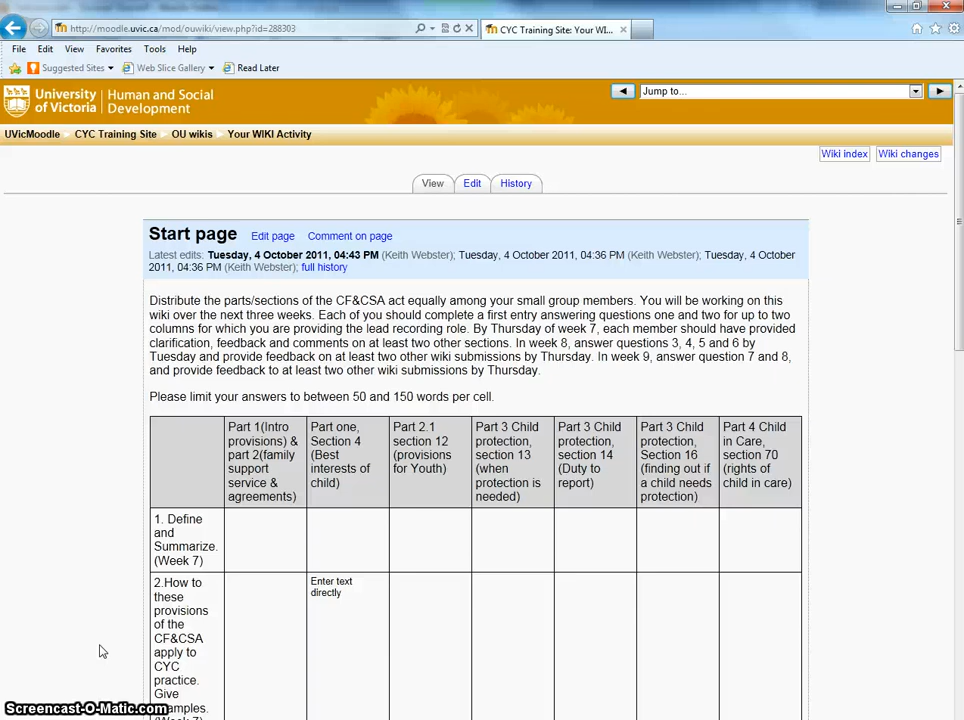 http://moodle.uvic.ca/mod/ouwiki/view.php?id=288303
CYC Training Site: Your WI...
File Edit View Favorites Tools Help
Suggested Sites Web Slice Gallery Read Later
University of Victoria
Human and Social Development
Jump to...
UVicMoodle CYC Training Site OU wikis Your WIKI Activity
Wiki index Wiki changes
View Edit History
Start page Edit page Comment on page
Latest edits: Tuesday, 4 October 2011, 04:43 PM (Keith Webster); Tuesday, 4 October 2011, 04:36 PM (Keith Webster); Tuesday, 4 October
2011, 04:36 PM (Keith Webster); full history
Distribute the parts/sections of the CF&CSA act equally among your small group members. You will be working on this
wiki over the next three weeks. Each of you should complete a first entry answering questions one and two for up to two
columns for which you are providing the lead recording role. By Thursday of week 7, each member should have provided
clarification, feedback and comments on at least two other sections. In week 8, answer questions 3, 4, 5 and 6 by
Tuesday and provide feedback on at least two other wiki submissions by Thursday. In week 9, answer question 7 and 8,
and provide feedback to at least two other wiki submissions by Thursday.
Please limit your answers to between 50 and 150 words per cell.
Part 1(Intro
provisions) &
part 2(family
support
service &
agreements)
Part one,
Section 4
(Best
interests of
child)
Part 2.1
section 12
(provisions
for Youth)
Part 3 Child
protection,
section 13
(when
protection is
needed)
Part 3 Child
protection,
section 14
(Duty to
report)
Part 3 Child
protection,
Section 16
(finding out if
a child needs
protection)
Part 4 Child
in Care,
section 70
(rights of
child in care)
1. Define
and
Summarize.
(Week 7)
2.How to
these
provisions
of the
CF&CSA
apply to
CYC
practice.
Give
Enter text
directly
Screencast-O-Matic.com